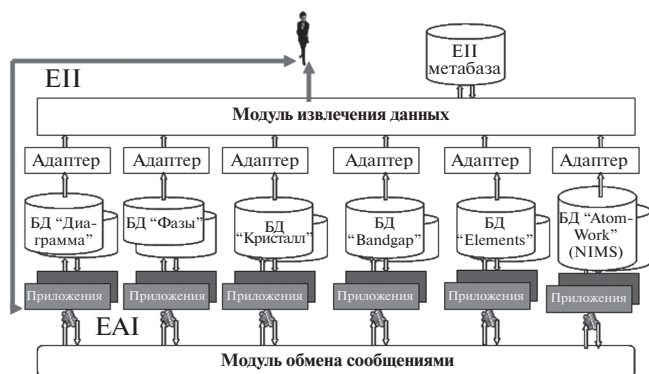 EII
метабаза
EII
Модуль извлечения данных
Адаптер Адаптер Адаптер Адаптер Адаптер Адаптер
БД “Диа-
грамма”
БД “Фазы”
БД
“Кристалл”
БД
“Bandgap”
БД
“Elements”
БД “Atom-
Work”
(NIMS)
Приложения Приложения Приложения Приложения Приложения Приложения
EAI
Модуль обмена сообщениями